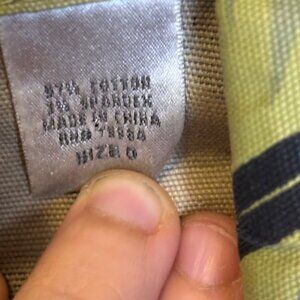 97% COTTON
3% SPANDEX
MADE IN CHINA
SIZE 0